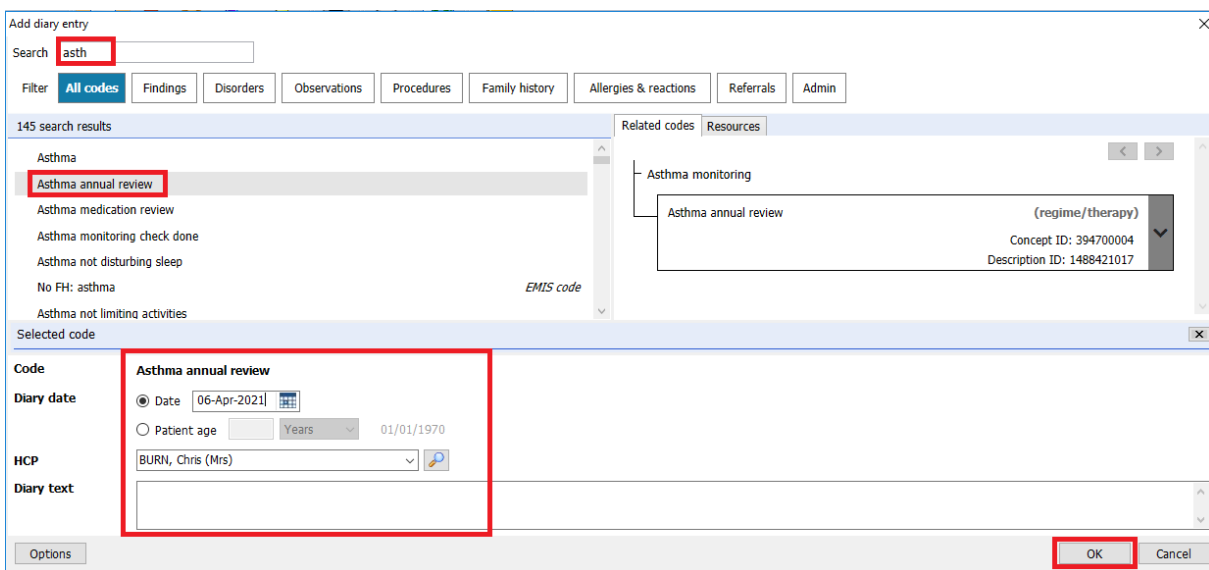 Add diary entry
Search asth
Filter All codes Findings Disorders Observations Procedures Family history Allergies & reactions Referrals Admin
145 search results
Related codes Resources
Asthma
Asthma annual review
Asthma medication review
Asthma monitoring check done
Asthma not disturbing sleep
No FH: asthma EMIS code
Asthma not limiting activities
Asthma monitoring
Asthma annual review (regime/therapy)
Concept ID: 394700004
Description ID: 1488421017
Selected code
Code Asthma annual review
Diary date Date 06-Apr-2021
Patient age Years 01/01/1970
HCP BURN, Chris (Mrs)
Diary text
Options OK Cancel